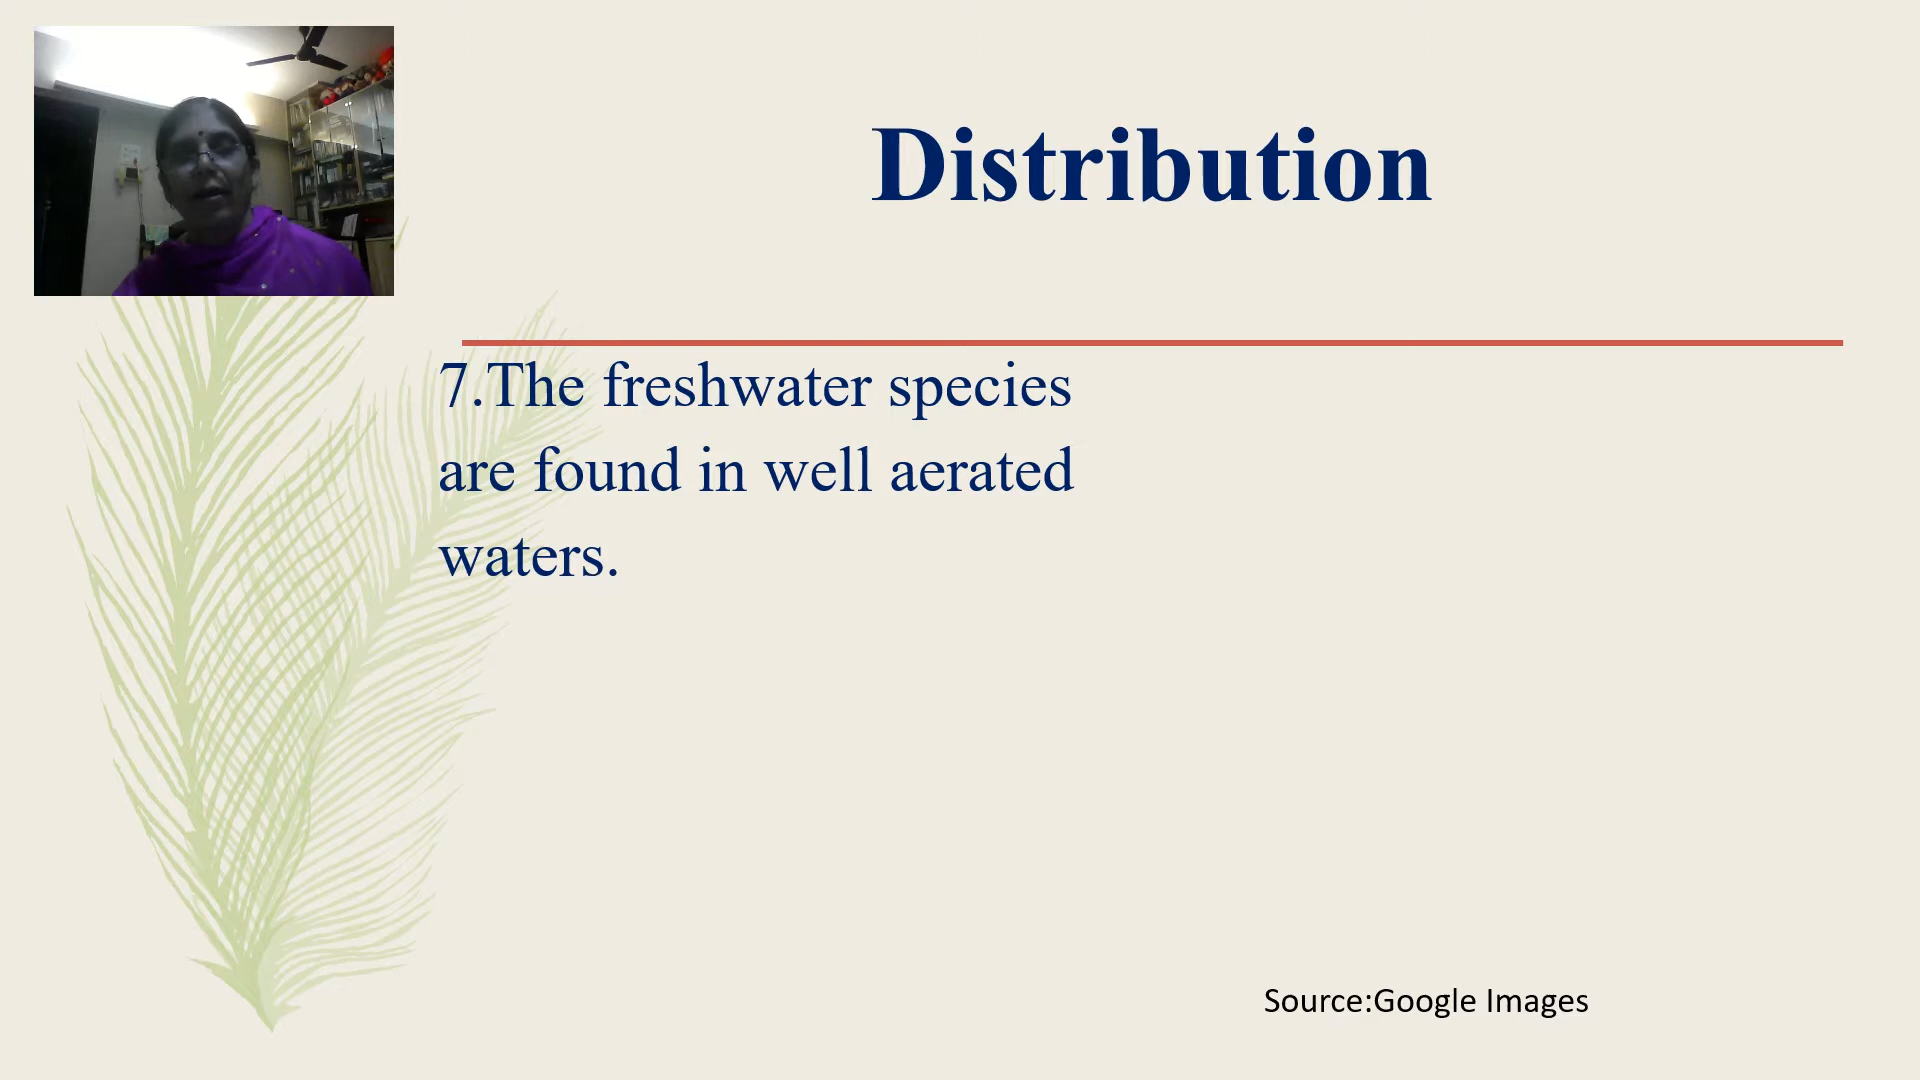 Distribution
7.The freshwater species
are found in well aerated
waters.
Source:Google Images